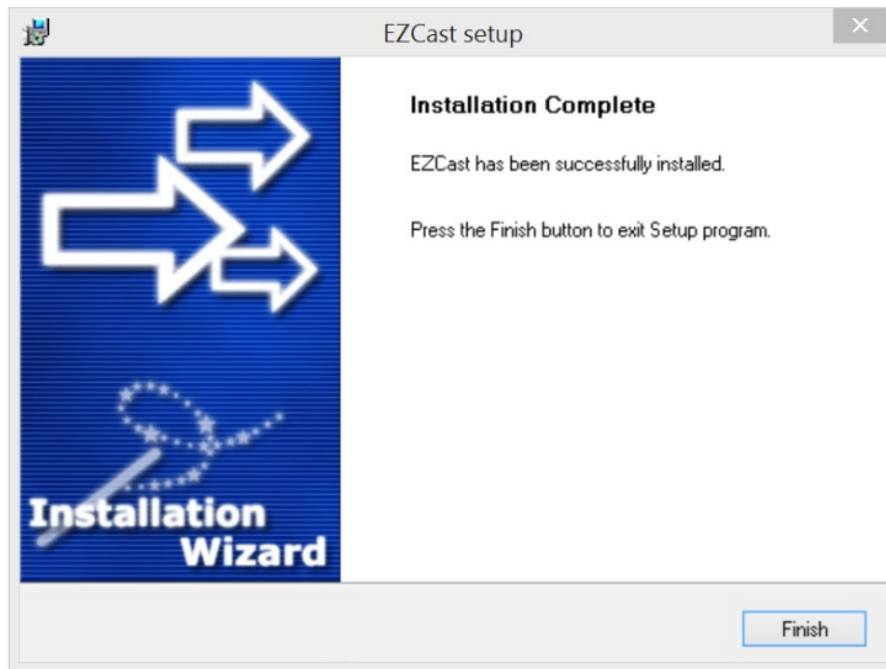 EZCast setup
Installation Complete
EZCast has been successfully installed.
Press the Finish button to exit Setup program.
Installation
Wizard
Finish